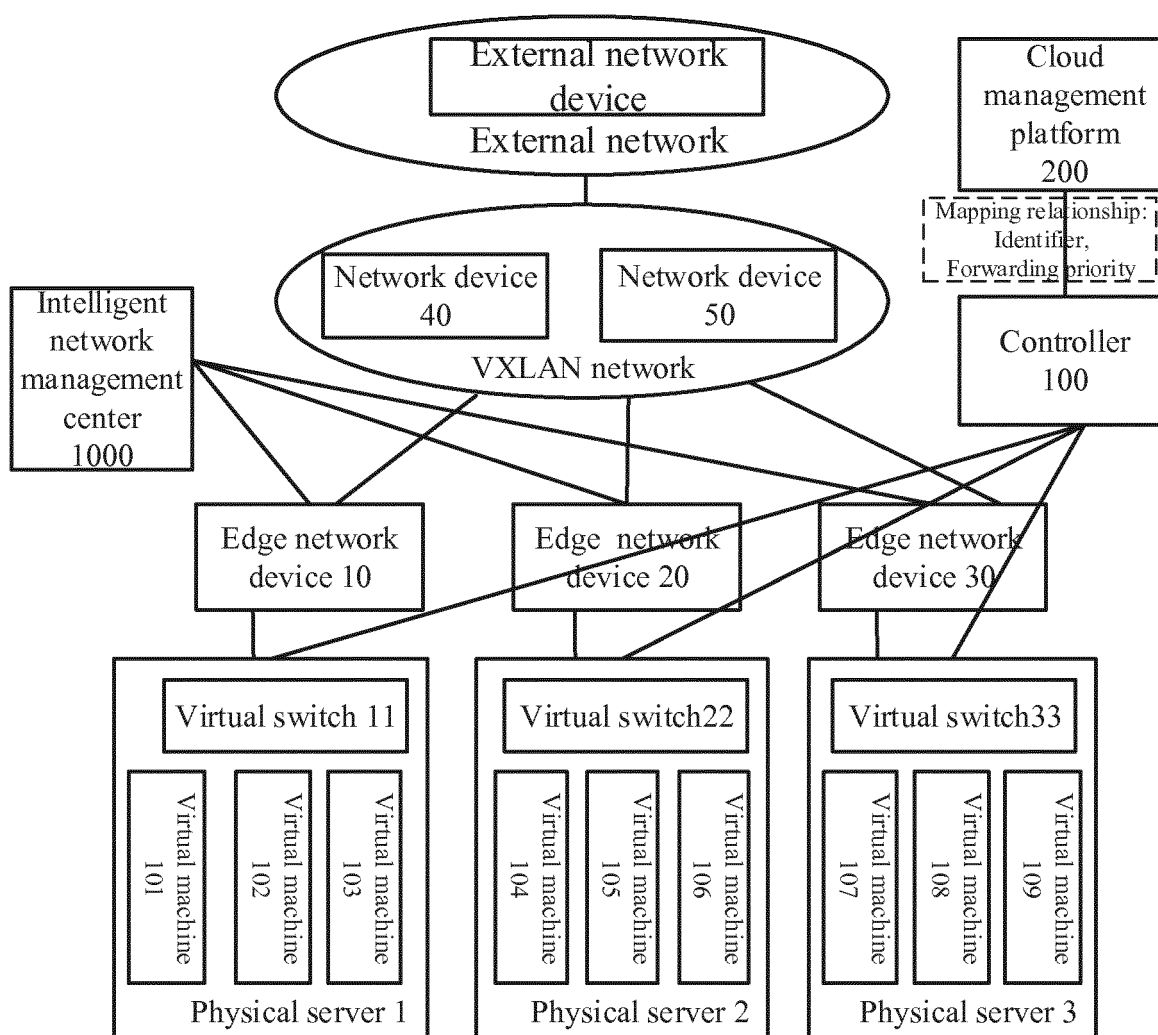 External network
device
External network
Cloud
management
platform
200
Mapping relationship:
Identifier,
Forwarding priority
Network device
40
Network device
50
VXLAN network
Intelligent
network
management
center
1000
Controller
100
Edge network
device 10
Edge network
device 20
Edge network
device 30
Virtual switch 11
Virtual machine
101
Virtual machine
102
Virtual machine
103
Physical server 1
Virtual switch22
Virtual machine
104
Virtual machine
105
Virtual machine
106
Physical server 2
Virtual switch33
Virtual machine
107
Virtual machine
108
Virtual machine
109
Physical server 3